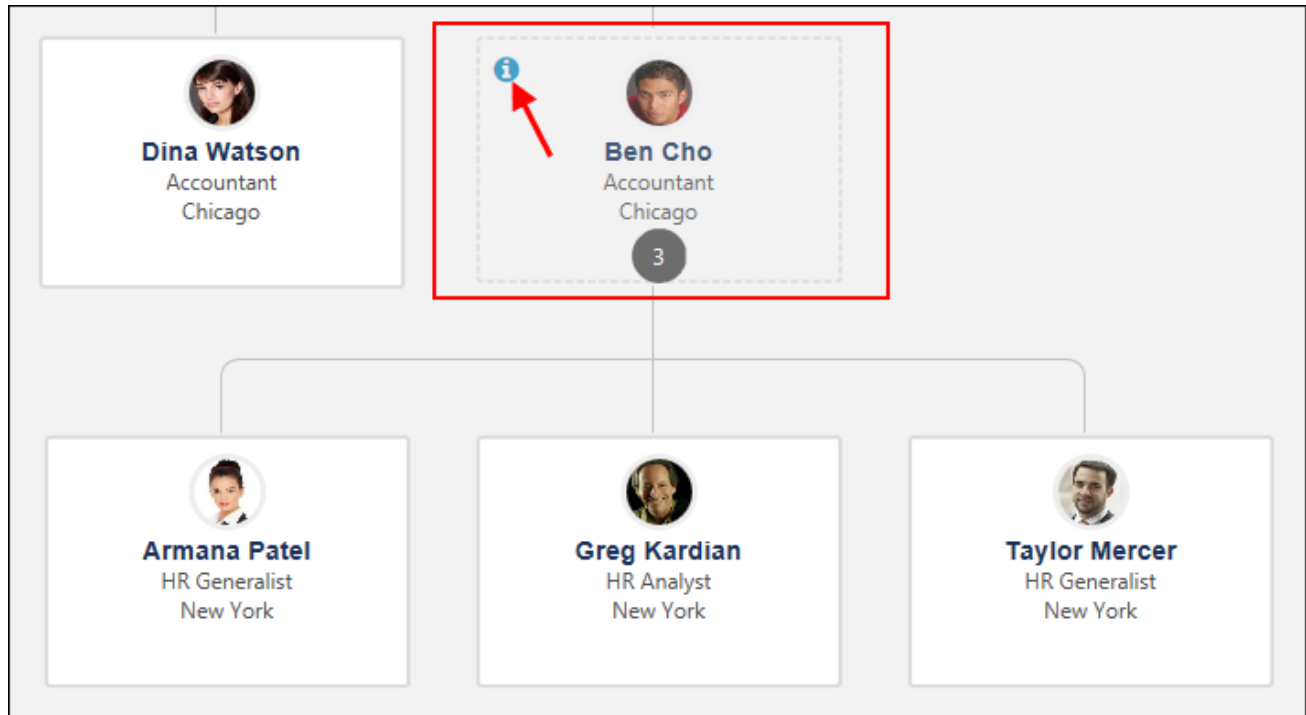 Dina Watson
Accountant
Chicago
Ben Cho
Accountant
Chicago
3
Armana Patel
HR Generalist
New York
Greg Kardian
HR Analyst
New York
Taylor Mercer
HR Generalist
New York